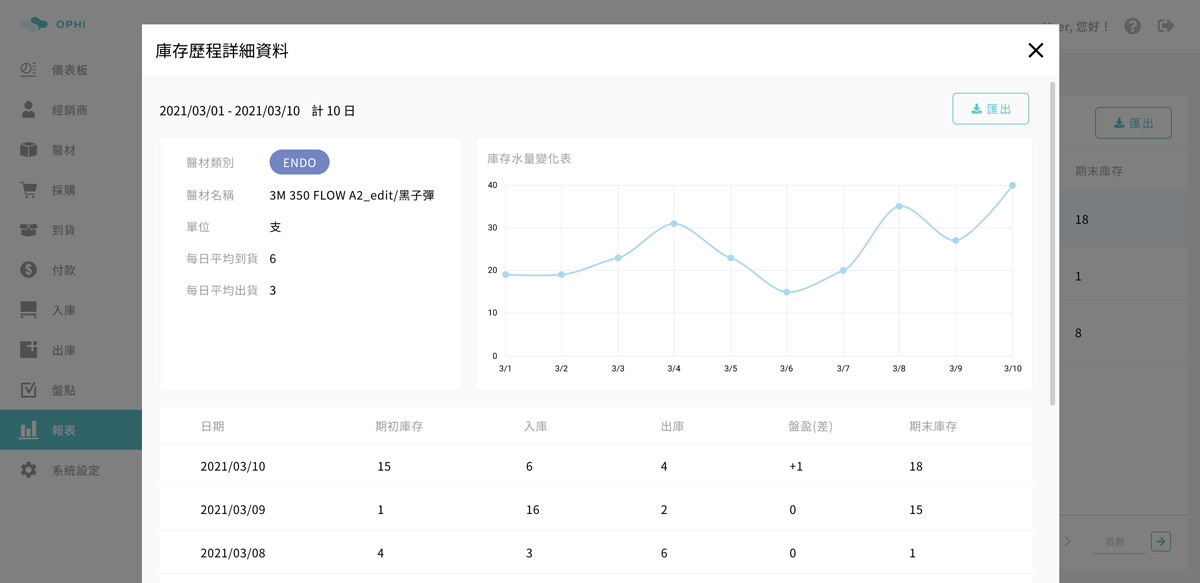 OPHI
er, 您好！
儀表板
經銷商
醫材
採購
到貨
付款
入庫
出庫
盤點
報表
系統設定
庫存歷程詳細資料
2021/03/01 - 2021/03/10 計 10 日
匯出
醫材類別 ENDO
醫材名稱 3M 350 FLOW A2_edit/黑子彈
單位 支
每日平均到貨 6
每日平均出貨 3
庫存水量變化表
40
30
20
10
0
3/1 3/2 3/3 3/4 3/5 3/6 3/7 3/8 3/9 3/10
日期 期初庫存 入庫 出庫 盤盈(差) 期末庫存
2021/03/10 15 6 4 +1 18
2021/03/09 1 16 2 0 15
2021/03/08 4 3 6 0 1
匯出
期末庫存
18
1
8
頁數